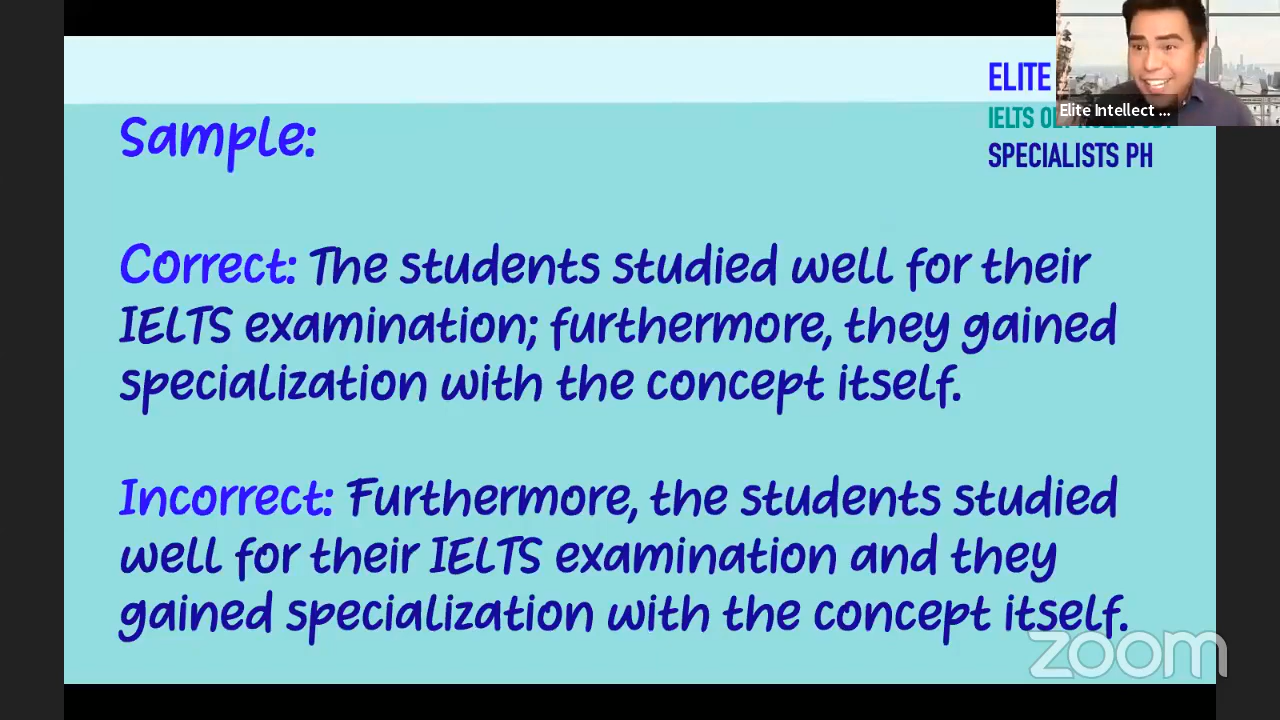 ELITE
Elite Intellect ...
IELTS
SPECIALISTS PH
Sample:
Correct: The students studied well for their
IELTS examination; furthermore, they gained
specialization with the concept itself.
Incorrect: Furthermore, the students studied
well for their IELTS examination and they
gained specialization with the concept itself.
zoom